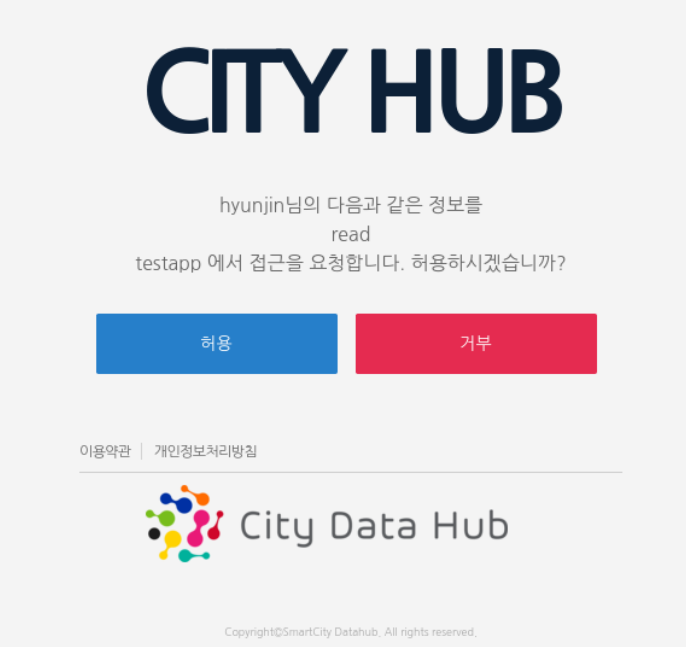 CITY HUB
hyunjin님의 다음과 같은 정보를
read
testapp 에서 접근을 요청합니다. 허용하시겠습니까?
허용
거부
이용약관
개인정보처리방침
City Data Hub
Copyright©SmartCity Datahub. All rights reserved.